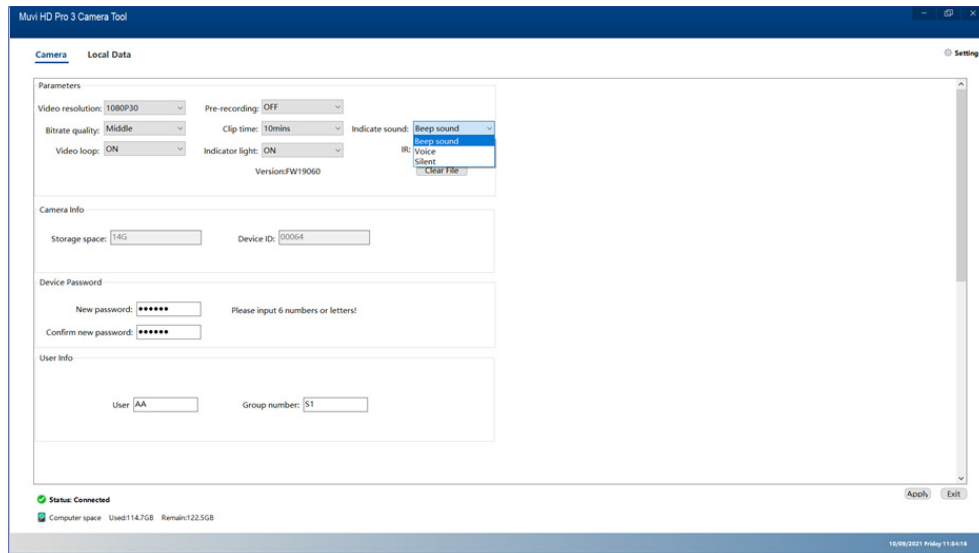 Muvi HD Pro 3 Camera Tool
Camera Local Data Setting
Parameters
Video resolution: 1080P30 Pre-recording: OFF
Bitrate quality: Middle Clip time: 10mins Indicate sound: Beep sound
Beep sound
Video loop: ON Indicator light: ON IR: Voice
Silent
Version:FW19060 Clear File
Camera Info
Storage space: 14G Device ID: 00064
Device Password
New password: ●●●●●● Please input 6 numbers or letters!
Confirm new password: ●●●●●●
User Info
User AA Group number: S1
Apply Exit
Status: Connected
Computer space Used:114.7GB Remain:122.5GB
10/09/2021 Friday 11:54:16